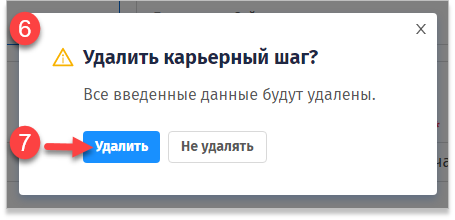 6
Удалить карьерный шаг?
Все введенные данные будут удалены.
7
Удалить Не удалять